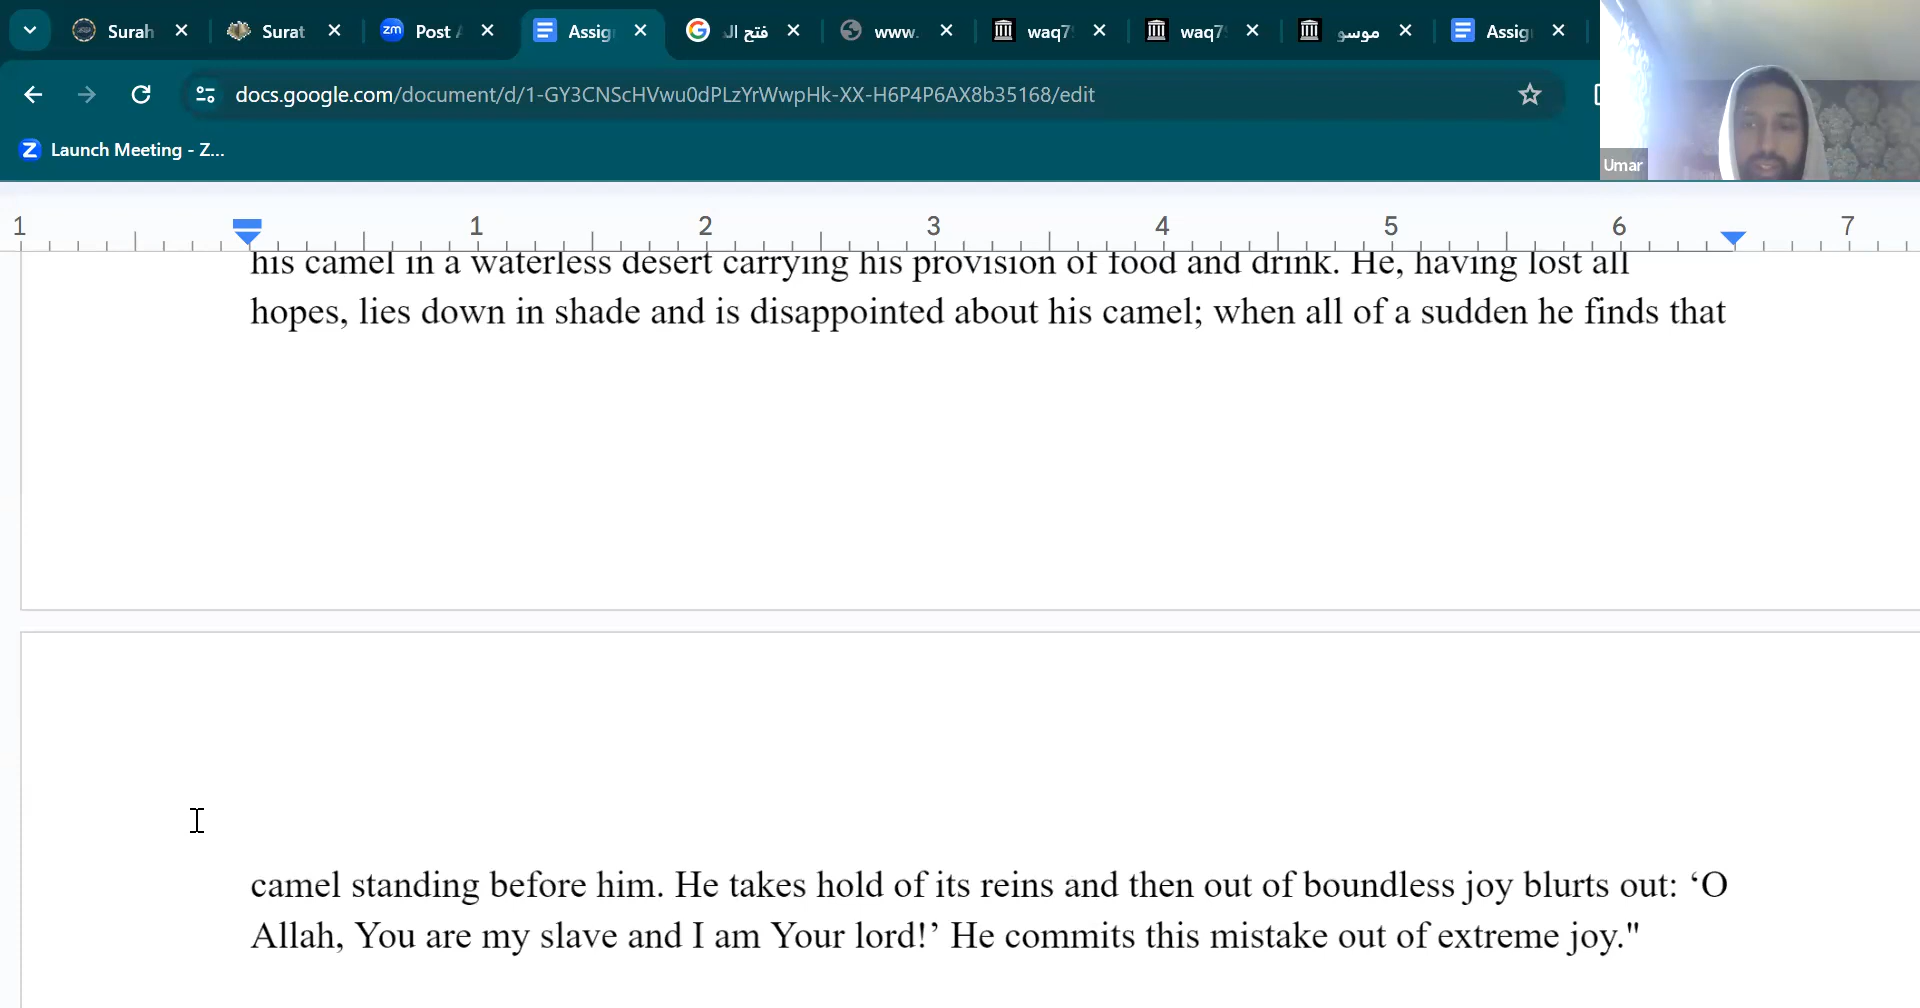 Surah
Surat
Post A
Assig
فتح ال
www.
waq7
waq7
موسو
Assig
docs.google.com/document/d/1-GY3CNScHVwu0dPLzYrWwpHk-XX-H6P4P6AX8b35168/edit
Launch Meeting - Z...
Umar
1 1 2 3 4 5 6 7
his camel in a waterless desert carrying his provision of food and drink. He, having lost all
hopes, lies down in shade and is disappointed about his camel; when all of a sudden he finds that
camel standing before him. He takes hold of its reins and then out of boundless joy blurts out: ‘O
Allah, You are my slave and I am Your lord!’ He commits this mistake out of extreme joy."